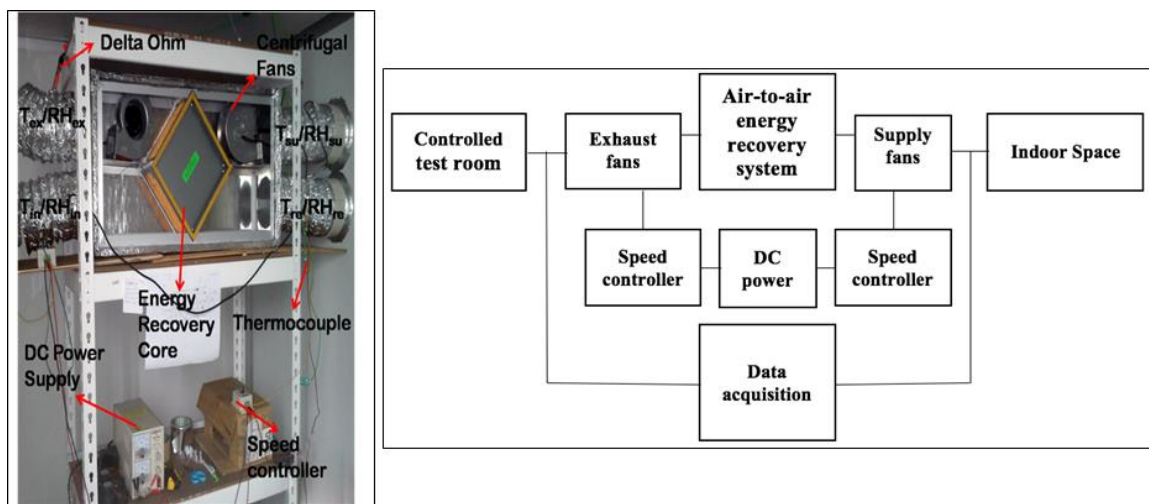 Delta Ohm
Centrifugal
Fans
Tex/RHex
Tsu/RHsu
Tin/RHin
Tre/RHre
Energy
Recovery
Core
Thermocouple
DC Power
Supply
Speed
controller
Controlled
test room
Exhaust
fans
Air-to-air
energy
recovery
system
Supply
fans
Indoor Space
Speed
controller
DC
power
Speed
controller
Data
acquisition